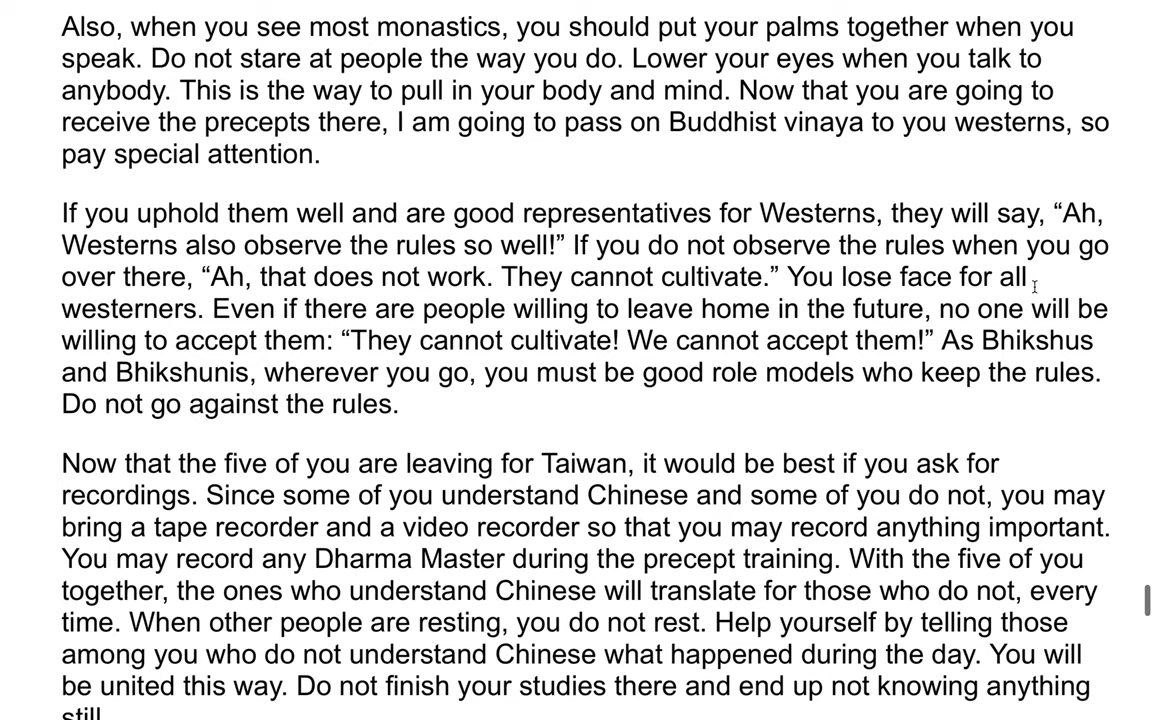 Also, when you see most monastics, you should put your palms together when you
speak. Do not stare at people the way you do. Lower your eyes when you talk to
anybody. This is the way to pull in your body and mind. Now that you are going to
receive the precepts there, I am going to pass on Buddhist vinaya to you westerns, so
pay special attention.
If you uphold them well and are good representatives for Westerns, they will say, “Ah,
Westerns also observe the rules so well!” If you do not observe the rules when you go
over there, “Ah, that does not work. They cannot cultivate.” You lose face for all
westerners. Even if there are people willing to leave home in the future, no one will be
willing to accept them: “They cannot cultivate! We cannot accept them!” As Bhikshus
and Bhikshunis, wherever you go, you must be good role models who keep the rules.
Do not go against the rules.
Now that the five of you are leaving for Taiwan, it would be best if you ask for
recordings. Since some of you understand Chinese and some of you do not, you may
bring a tape recorder and a video recorder so that you may record anything important.
You may record any Dharma Master during the precept training. With the five of you
together, the ones who understand Chinese will translate for those who do not, every
time. When other people are resting, you do not rest. Help yourself by telling those
among you who do not understand Chinese what happened during the day. You will
be united this way. Do not finish your studies there and end up not knowing anything
still